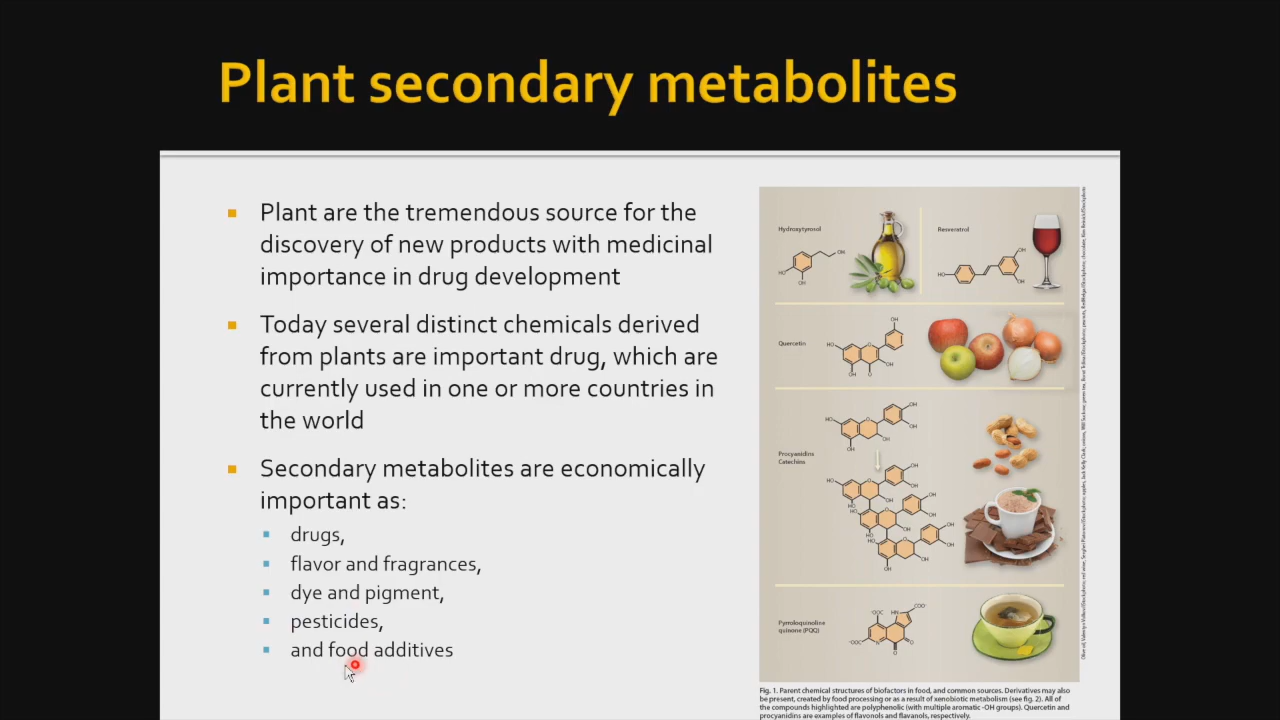 Plant secondary metabolites
Plant are the tremendous source for the
discovery of new products with medicinal
importance in drug development
Today several distinct chemicals derived
from plants are important drug, which are
currently used in one or more countries in
the world
Secondary metabolites are economically
important as:
drugs,
flavor and fragrances,
dye and pigment,
pesticides,
and food additives
Hydroxytyrosol
Resveratrol
Quercetin
Procyanidins
Catechins
Pyrroloquinoline
quinone (PQQ)
Fig. 1. Parent chemical structures of biofactors in food, and common sources. Derivatives may also
be present, created by food processing or as a result of xenobiotic metabolism (see fig. 2). All of
the compounds highlighted are polyphenolic (with multiple aromatic -OH groups). Quercetin and
procyanidins are examples of flavonols and flavanols, respectively.